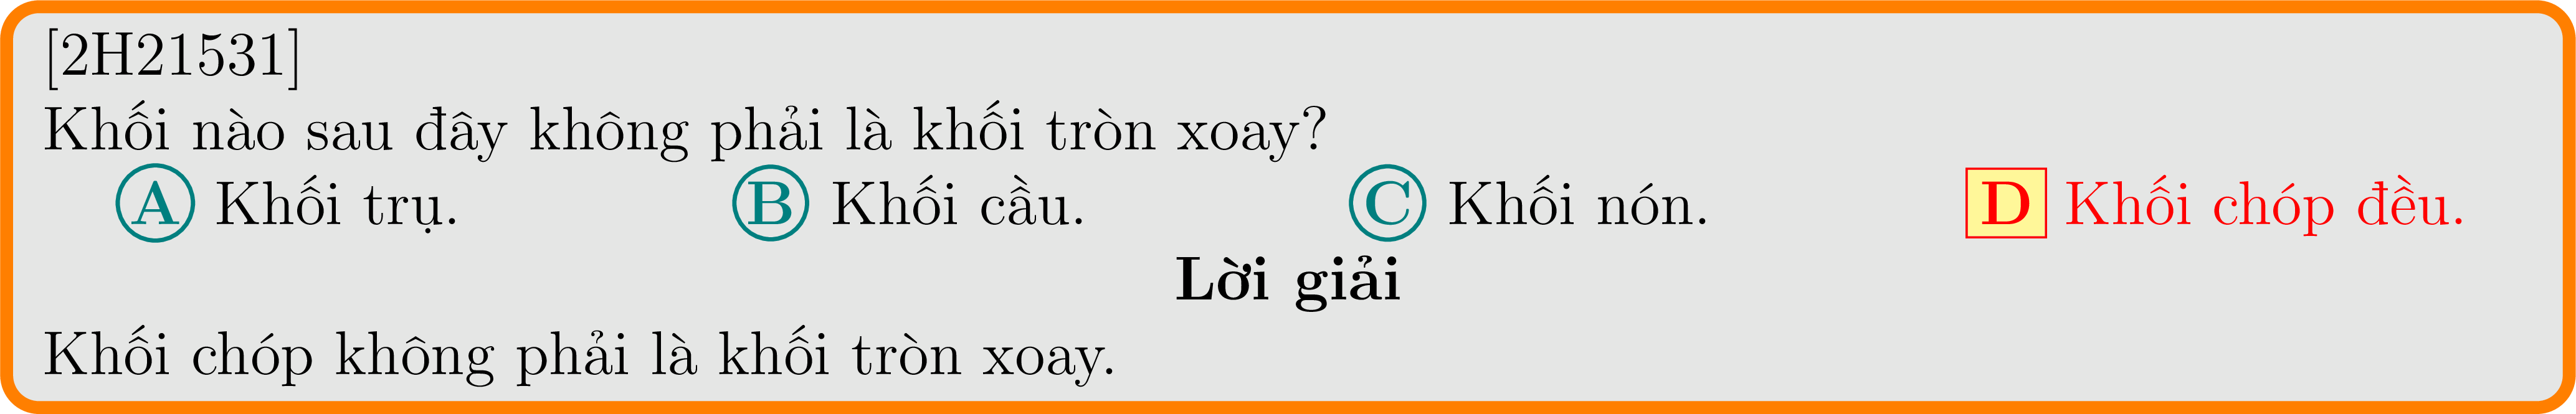 [2H21531]
Khối nào sau đây không phải là khối tròn xoay?
A Khối trụ. B Khối cầu. C Khối nón. D Khối chóp đều.
Lời giải
Khối chóp không phải là khối tròn xoay.